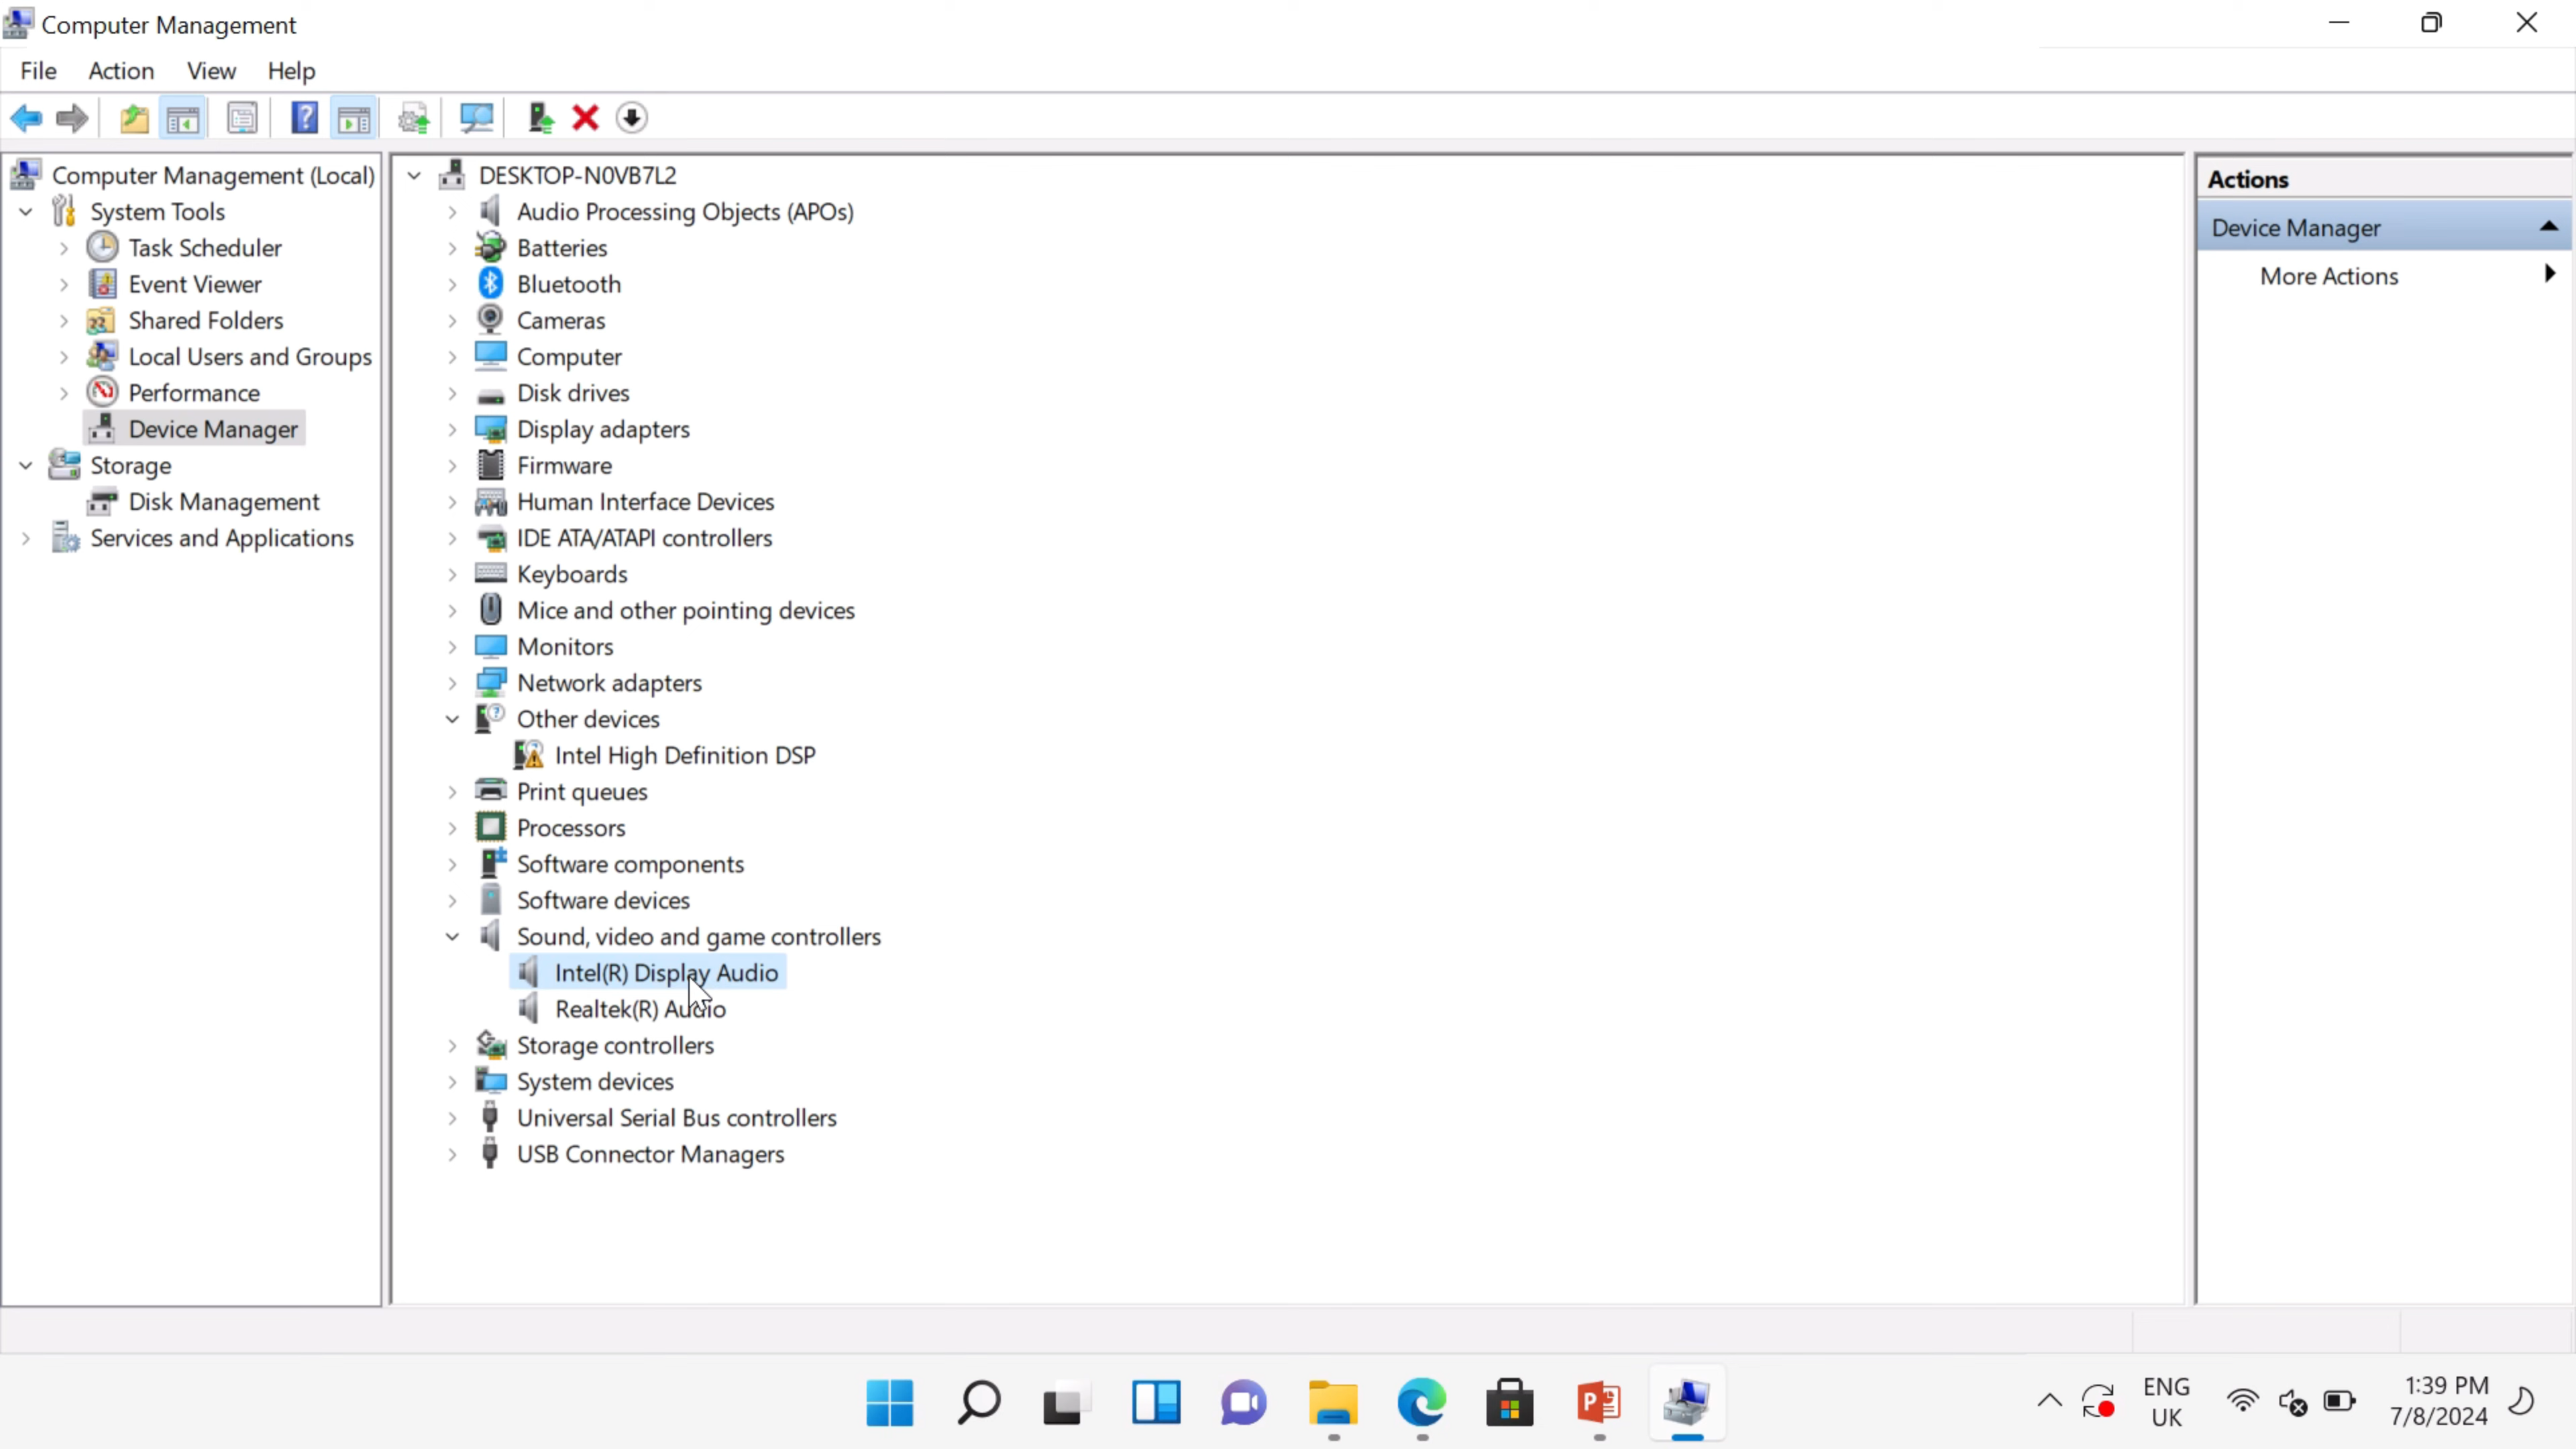 Computer Management
File Action View Help
Computer Management (Local)
System Tools
Task Scheduler
Event Viewer
Shared Folders
Local Users and Groups
Performance
Device Manager
Storage
Disk Management
Services and Applications
DESKTOP-N0VB7L2
Audio Processing Objects (APOs)
Batteries
Bluetooth
Cameras
Computer
Disk drives
Display adapters
Firmware
Human Interface Devices
IDE ATA/ATAPI controllers
Keyboards
Mice and other pointing devices
Monitors
Network adapters
Other devices
Intel High Definition DSP
Print queues
Processors
Software components
Software devices
Sound, video and game controllers
Intel(R) Display Audio
Realtek(R) Audio
Storage controllers
System devices
Universal Serial Bus controllers
USB Connector Managers
Actions
Device Manager
More Actions
ENG
UK
1:39 PM
7/8/2024